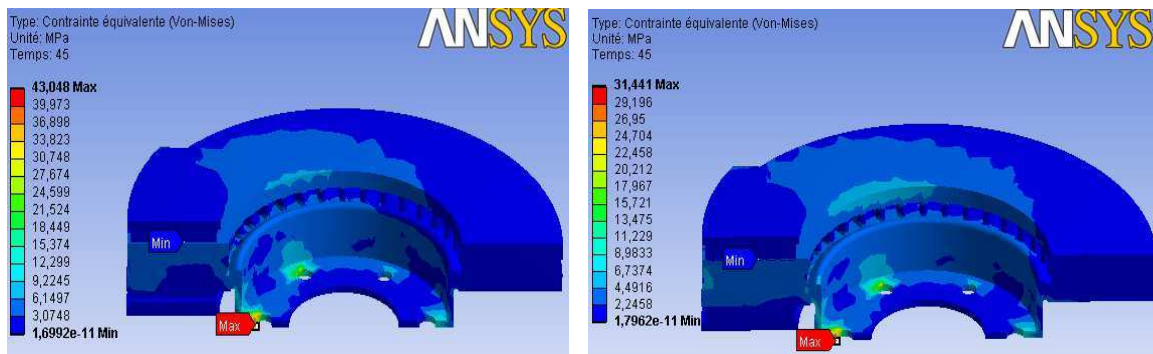 Type: Contrainte équivalente (Von-Mises)
Unité: MPa
Temps: 45
ANSYS
43,048 Max
39,973
36,898
33,823
30,748
27,674
24,599
21,524
18,449
15,374
12,299
9,2245
6,1497
3,0748
1,6992e-11 Min
Min
Max
Type: Contrainte équivalente (Von-Mises)
Unité: MPa
Temps: 45
ANSYS
31,441 Max
29,196
26,95
24,704
22,458
20,212
17,967
15,721
13,475
11,229
8,9833
6,7374
4,4916
2,2458
1,7962e-11 Min
Min
Max